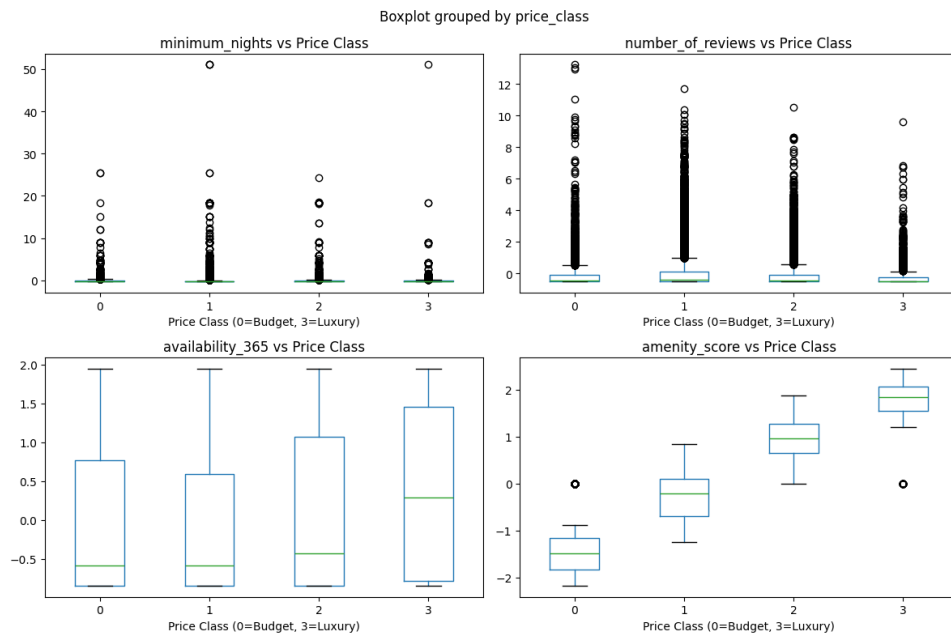 Boxplot grouped by price_class
minimum_nights vs Price Class
number_of_reviews vs Price Class
50
40
30
20
10
0
0 1 2 3
Price Class (0=Budget, 3=Luxury)
12
10
8
6
4
2
0
0 1 2 3
Price Class (0=Budget, 3=Luxury)
availability_365 vs Price Class
amenity_score vs Price Class
2.0
1.5
1.0
0.5
0.0
−0.5
0 1 2 3
Price Class (0=Budget, 3=Luxury)
2
1
0
−1
−2
0 1 2 3
Price Class (0=Budget, 3=Luxury)